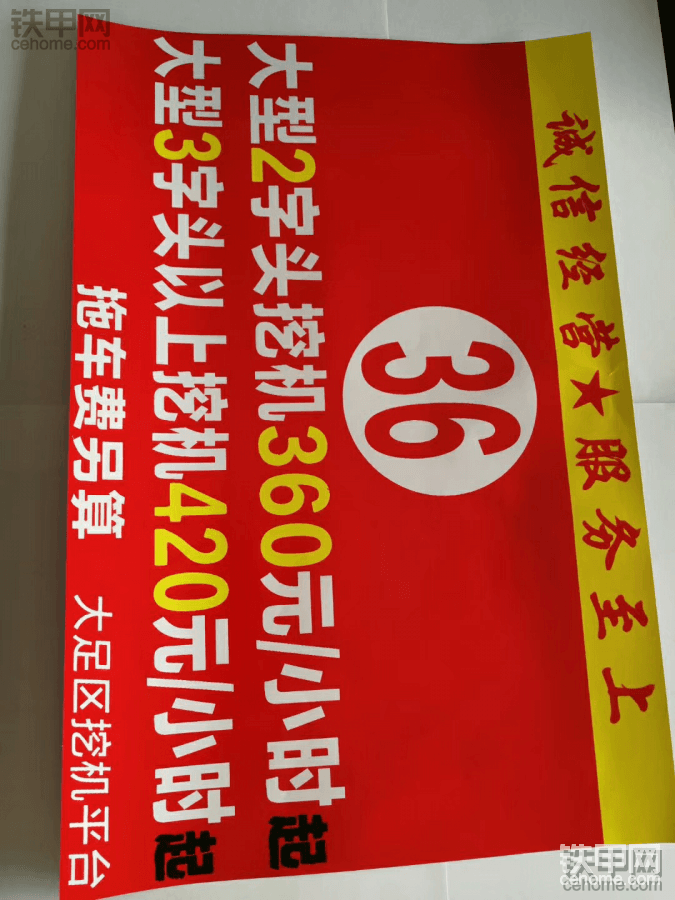 诚信经营★服务至上
36
大型2字头挖机360元/小时起
大型3字头以上挖机420元/小时起
拖车费另算 大足区挖机平台
铁甲网
cehome.com
铁甲网
cehome.com